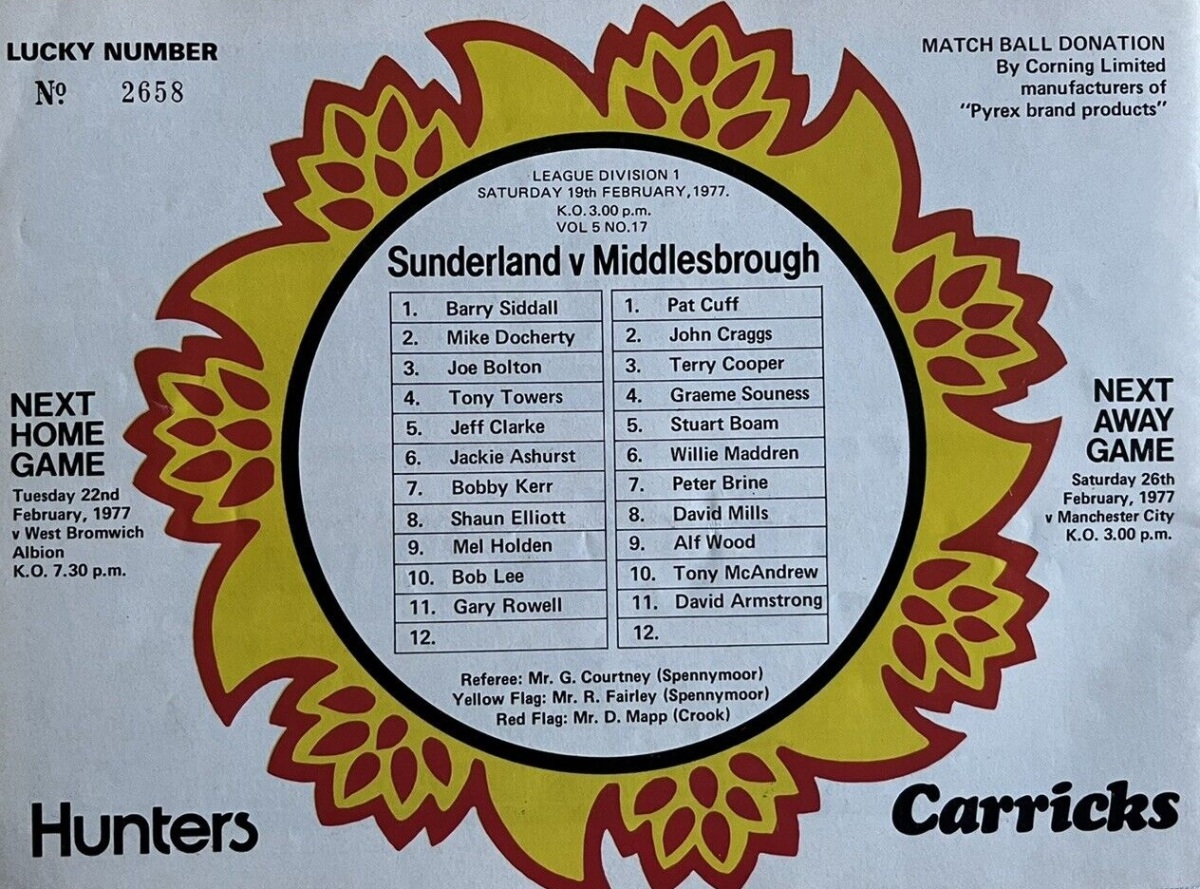 LUCKY NUMBER
Nº 2658
MATCH BALL DONATION
By Corning Limited
manufacturers of
"Pyrex brand products"
LEAGUE DIVISION 1
SATURDAY 19th FEBRUARY, 1977.
K.O. 3.00 p.m.
VOL 5 NO.17
Sunderland v Middlesbrough
1. Barry Siddall
2. Mike Docherty
3. Joe Bolton
4. Tony Towers
5. Jeff Clarke
6. Jackie Ashurst
7. Bobby Kerr
8. Shaun Elliott
9. Mel Holden
10. Bob Lee
11. Gary Rowell
12.
1. Pat Cuff
2. John Craggs
3. Terry Cooper
4. Graeme Souness
5. Stuart Boam
6. Willie Maddren
7. Peter Brine
8. David Mills
9. Alf Wood
10. Tony McAndrew
11. David Armstrong
12.
Referee: Mr. G. Courtney (Spennymoor)
Yellow Flag: Mr. R. Fairley (Spennymoor)
Red Flag: Mr. D. Mapp (Crook)
NEXT
HOME
GAME
Tuesday 22nd
February, 1977
v West Bromwich
Albion
K.O. 7.30 p.m.
NEXT
AWAY
GAME
Saturday 26th
February, 1977
v Manchester City
K.O. 3.00 p.m.
Hunters
Carricks